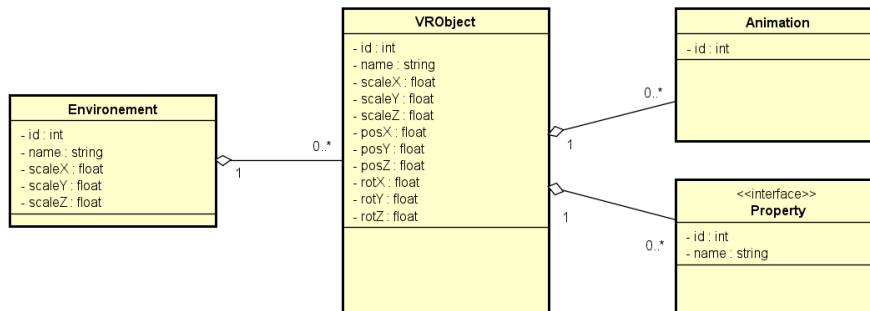 Environement
- id : int
- name : string
- scaleX : float
- scaleY : float
- scaleZ : float
1
0..*
VRObject
- id : int
- name : string
- scaleX : float
- scaleY : float
- scaleZ : float
- posX : float
- posY : float
- posZ : float
- rotX : float
- rotY : float
- rotZ : float
1
0..*
1
0..*
Animation
- id : int
<<interface>>
Property
- id : int
- name : string